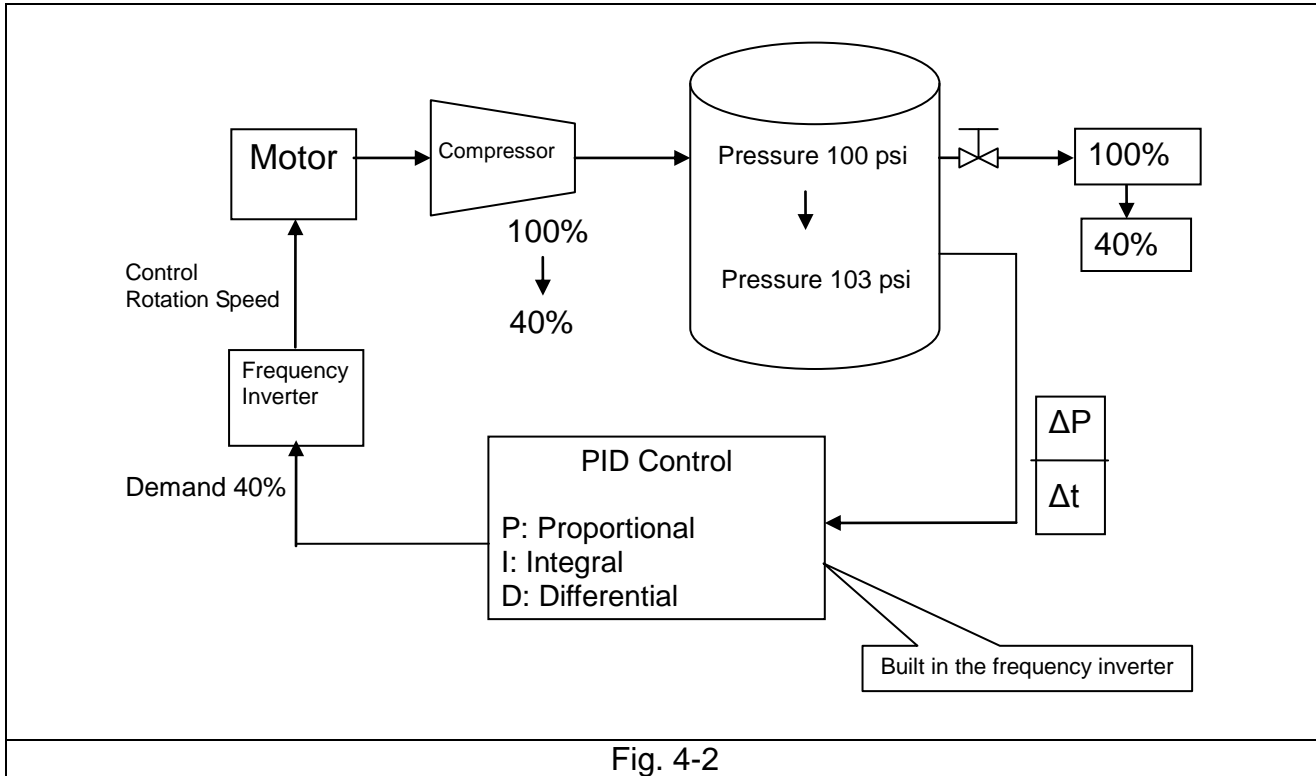 Motor
Compressor
Pressure 100 psi
100%
100%
40%
Pressure 103 psi
40%
Control
Rotation Speed
Frequency
Inverter
ΔP
Δt
PID Control
Demand 40%
P: Proportional
I: Integral
D: Differential
Built in the frequency inverter
Fig. 4-2